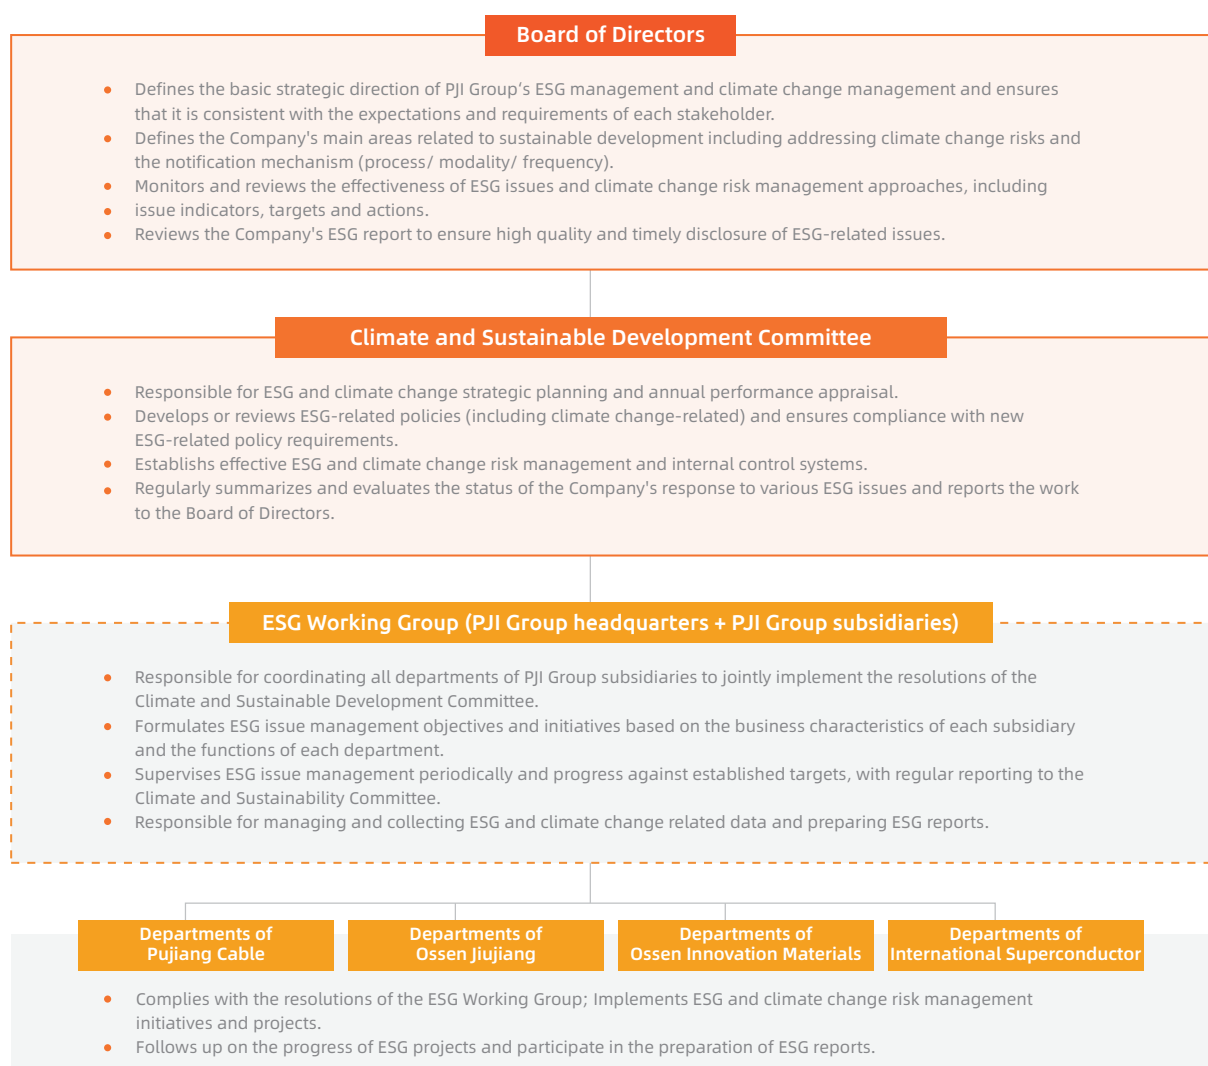 Board of Directors
• Defines the basic strategic direction of PJI Group’s ESG management and climate change management and ensures
that it is consistent with the expectations and requirements of each stakeholder.
• Defines the Company's main areas related to sustainable development including addressing climate change risks and
the notification mechanism (process/ modality/ frequency).
• Monitors and reviews the effectiveness of ESG issues and climate change risk management approaches, including
• issue indicators, targets and actions.
• Reviews the Company's ESG report to ensure high quality and timely disclosure of ESG-related issues.
Climate and Sustainable Development Committee
• Responsible for ESG and climate change strategic planning and annual performance appraisal.
• Develops or reviews ESG-related policies (including climate change-related) and ensures compliance with new
ESG-related policy requirements.
• Establishs effective ESG and climate change risk management and internal control systems.
• Regularly summarizes and evaluates the status of the Company's response to various ESG issues and reports the work
to the Board of Directors.
ESG Working Group (PJI Group headquarters + PJI Group subsidiaries)
• Responsible for coordinating all departments of PJI Group subsidiaries to jointly implement the resolutions of the
Climate and Sustainable Development Committee.
• Formulates ESG issue management objectives and initiatives based on the business characteristics of each subsidiary
and the functions of each department.
• Supervises ESG issue management periodically and progress against established targets, with regular reporting to the
Climate and Sustainability Committee.
• Responsible for managing and collecting ESG and climate change related data and preparing ESG reports.
Departments of
Pujiang Cable
Departments of
Ossen Jiujiang
Departments of
Ossen Innovation Materials
Departments of
International Superconductor
• Complies with the resolutions of the ESG Working Group; Implements ESG and climate change risk management
initiatives and projects.
• Follows up on the progress of ESG projects and participate in the preparation of ESG reports.